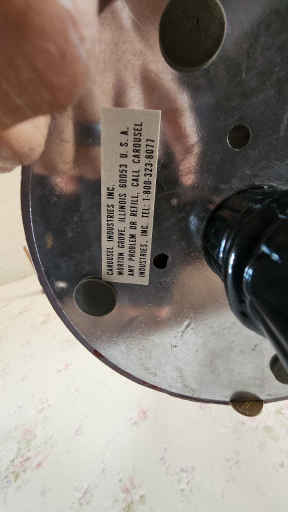 CAROUSEL INDUSTRIES INC.
MORTON GROVE, ILLINOIS 60053 U. S. A.
ANY PROBLEM OR REFILL, CALL CAROUSEL
INDUSTRIES, INC. TEL: 1-800-323-8077